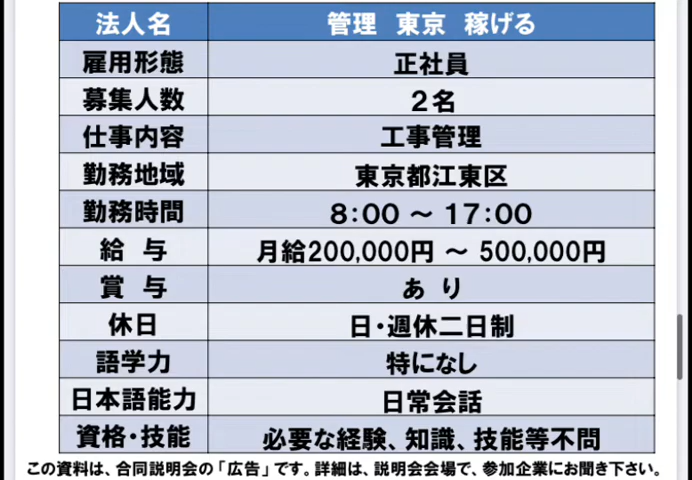 法人名 管理 東京 稼げる
雇用形態 正社員
募集人数 2名
仕事内容 工事管理
勤務地域 東京都江東区
勤務時間 8:00 ～ 17:00
給 与 月給200,000円 ～ 500,000円
賞 与 あ り
休日 日・週休二日制
語学力 特になし
日本語能力 日常会話
資格・技能 必要な経験、知識、技能等不問
この資料は、合同説明会の「広告」です。詳細は、説明会会場で、参加企業にお聞き下さい。